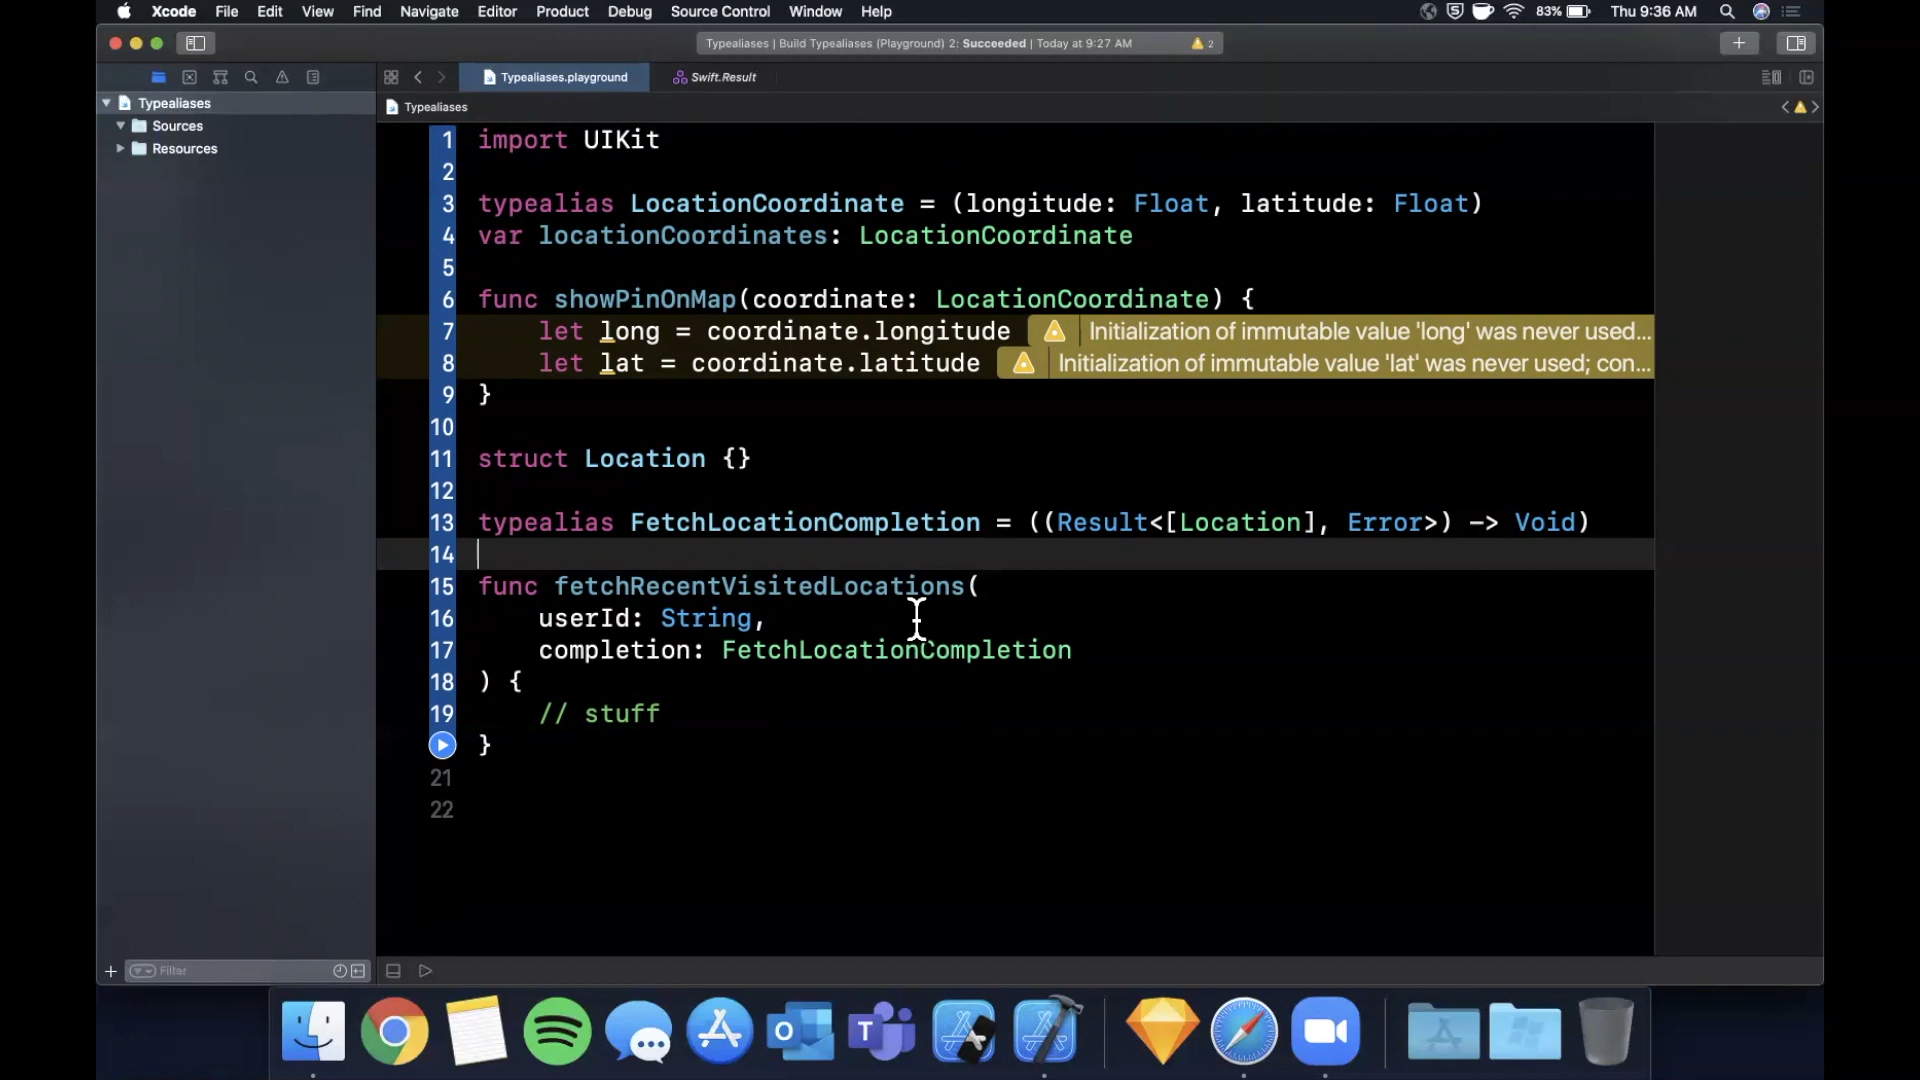 Xcode File Edit View Find Navigate Editor Product Debug Source Control Window Help 83% Thu 9:36 AM
Typealiases | Build Typealiases (Playground) 2: Succeeded | Today at 9:27 AM 2
Typealiases.playground Swift.Result
Typealiases
Typealiases
Sources
Resources
1 import UIKit
2
3 typealias LocationCoordinate = (longitude: Float, latitude: Float)
4 var locationCoordinates: LocationCoordinate
5
6 func showPinOnMap(coordinate: LocationCoordinate) {
7 let long = coordinate.longitude Initialization of immutable value 'long' was never used...
8 let lat = coordinate.latitude Initialization of immutable value 'lat' was never used; con...
9 }
10
11 struct Location {}
12
13 typealias FetchLocationCompletion = ((Result<[Location], Error>) -> Void)
14
15 func fetchRecentVisitedLocations(
16 userId: String,
17 completion: FetchLocationCompletion
18 ) {
19 // stuff
}
21
22
Filter